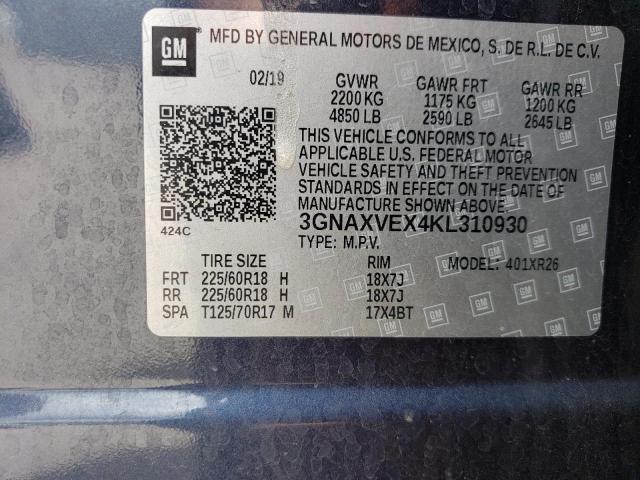 GM MFD BY GENERAL MOTORS DE MEXICO, S. DE R.L. DE C.V.
02/19 GVWR GAWR FRT GAWR RR
2200 KG 1175 KG 1200 KG
4850 LB 2590 LB 2645 LB
THIS VEHICLE CONFORMS TO ALL
APPLICABLE U.S. FEDERAL MOTOR
VEHICLE SAFETY AND THEFT PREVENTION
STANDARDS IN EFFECT ON THE DATE OF
MANUFACTURE SHOWN ABOVE.
424C 3GNAXVEX4KL310930
TYPE: M.P.V.
TIRE SIZE RIM MODEL: 401XR26
FRT 225/60R18 H 18X7J
RR 225/60R18 H 18X7J
SPA T125/70R17 M 17X4BT